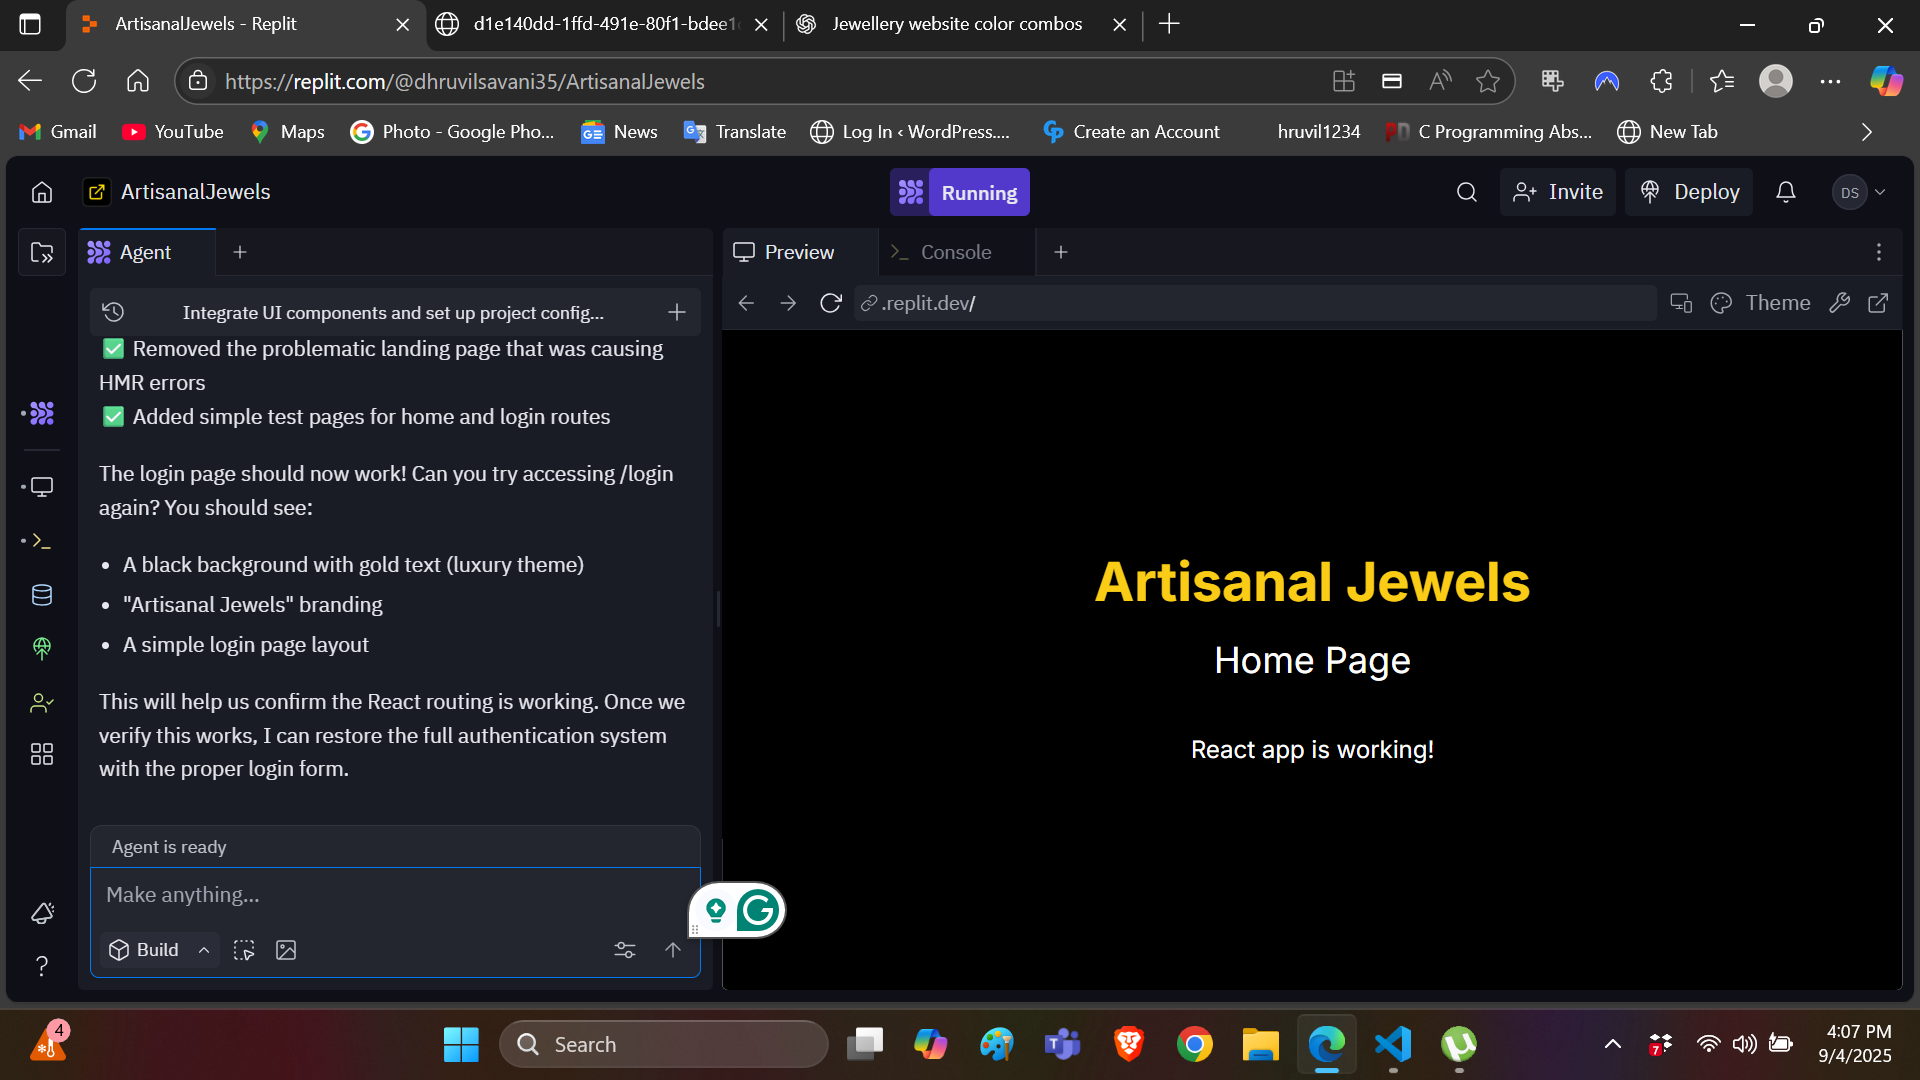 ArtisanalJewels - Replit
d1e140dd-1ffd-491e-80f1-bdee1
Jewellery website color combos
https://replit.com/@dhruvilsavani35/ArtisanalJewels
Gmail
YouTube
Maps
Photo - Google Pho...
News
Translate
Log In ‹ WordPress....
Create an Account
hruvil1234
C Programming Abs...
New Tab
ArtisanalJewels
Running
Invite
Deploy
DS
Agent
Preview
Console
Integrate UI components and set up project config...
.replit.dev/
Theme
✅ Removed the problematic landing page that was causing
HMR errors
✅ Added simple test pages for home and login routes
The login page should now work! Can you try accessing /login
again? You should see:
• A black background with gold text (luxury theme)
• "Artisanal Jewels" branding
• A simple login page layout
This will help us confirm the React routing is working. Once we
verify this works, I can restore the full authentication system
with the proper login form.
Agent is ready
Make anything...
Build
Artisanal Jewels
Home Page
React app is working!
4
Search
7
4:07 PM
9/4/2025